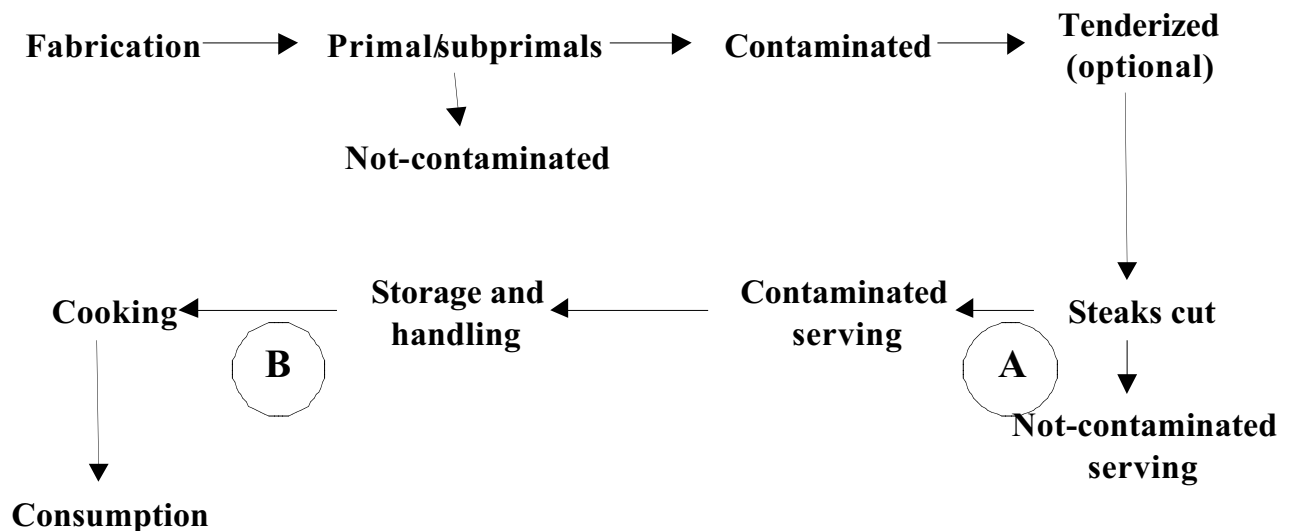 Fabrication
Primal/subprimals
Contaminated
Tenderized
(optional)
Not-contaminated
Cooking
Storage and
handling
Contaminated
serving
Steaks cut
B
A
Not-contaminated
serving
Consumption